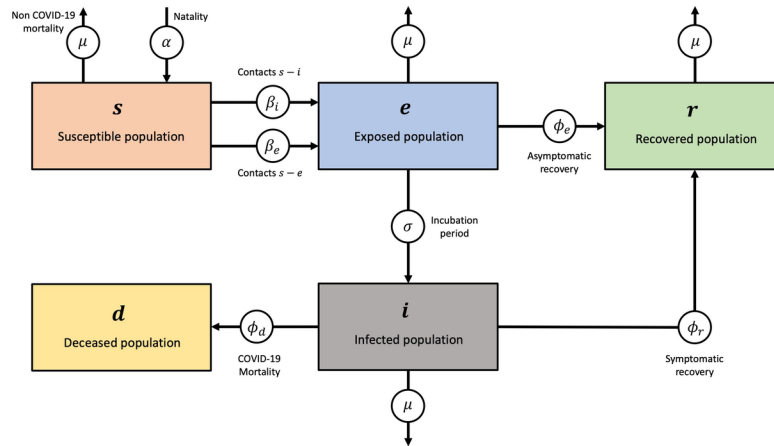 Non COVID-19
mortality
μ
α
Natality
μ
μ
s
Susceptible population
Contacts s − i
β_i
β_e
Contacts s − e
e
Exposed population
ϕ_e
Asymptomatic
recovery
r
Recovered population
σ
Incubation
period
d
Deceased population
ϕ_d
COVID-19
Mortality
i
Infected population
ϕ_r
Symptomatic
recovery
μ